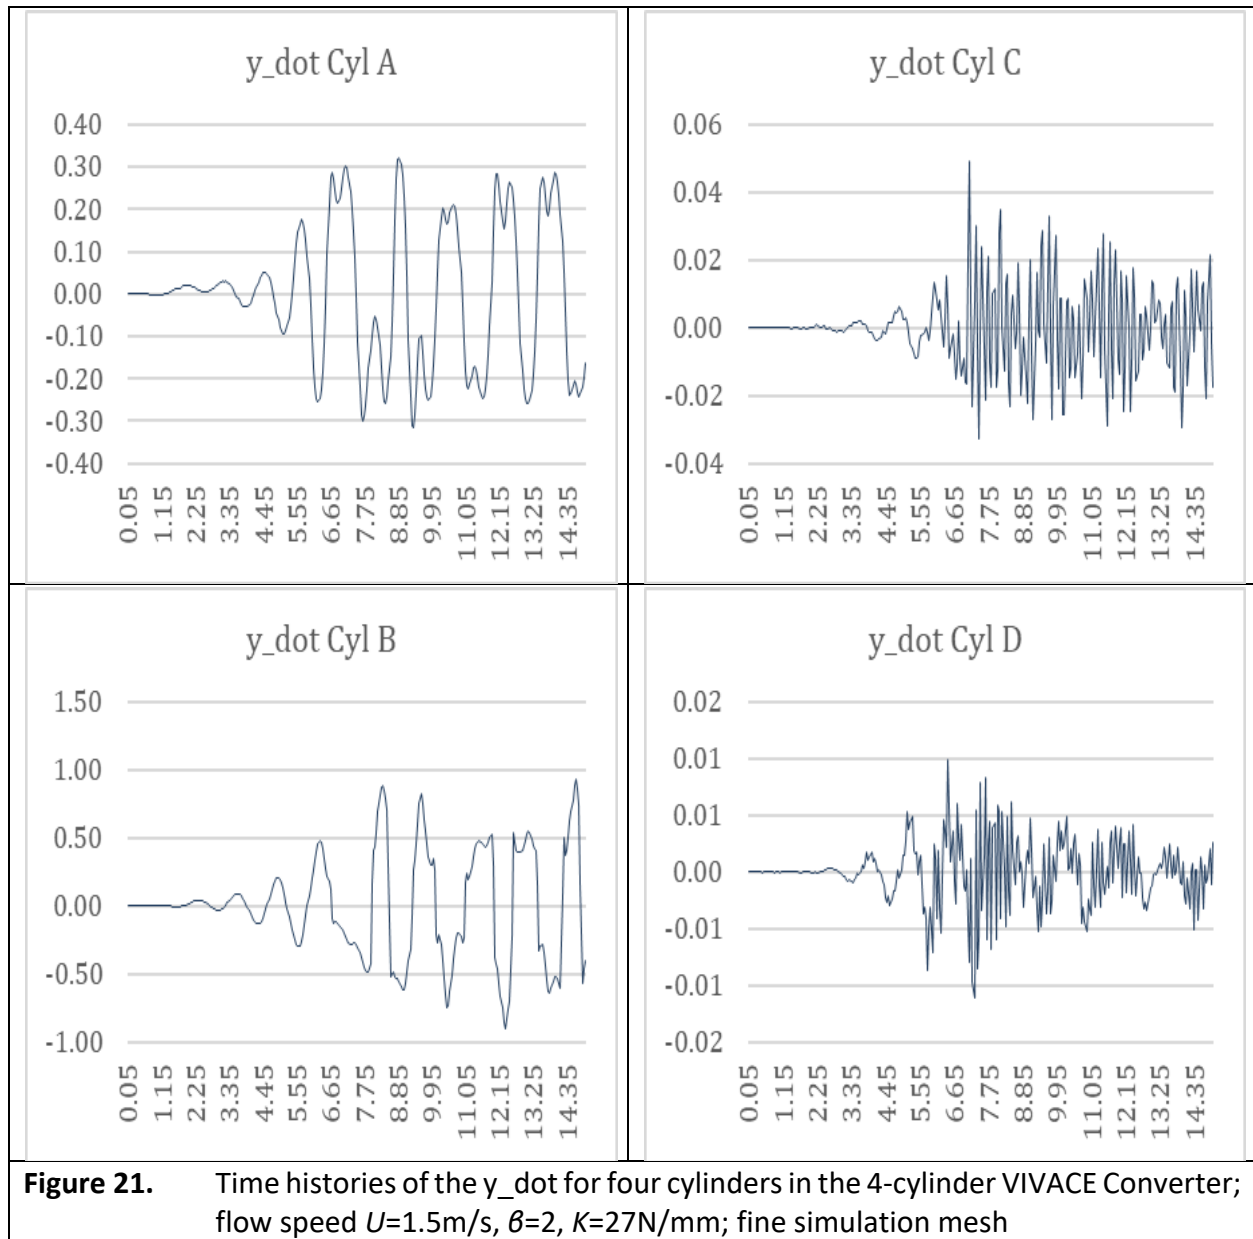 y_dot Cyl A
0.40
0.30
0.20
0.10
0.00
-0.10
-0.20
-0.30
-0.40
0.05 1.15 2.25 3.35 4.45 5.55 6.65 7.75 8.85 9.95 11.05 12.15 13.25 14.35
y_dot Cyl C
0.06
0.04
0.02
0.00
-0.02
-0.04
0.05 1.15 2.25 3.35 4.45 5.55 6.65 7.75 8.85 9.95 11.05 12.15 13.25 14.35
y_dot Cyl B
1.50
1.00
0.50
0.00
-0.50
-1.00
0.05 1.15 2.25 3.35 4.45 5.55 6.65 7.75 8.85 9.95 11.05 12.15 13.25 14.35
y_dot Cyl D
0.02
0.01
0.01
0.00
-0.01
-0.01
-0.02
0.05 1.15 2.25 3.35 4.45 5.55 6.65 7.75 8.85 9.95 11.05 12.15 13.25 14.35
Figure 21. Time histories of the y_dot for four cylinders in the 4-cylinder VIVACE Converter;
flow speed U=1.5m/s, β=2, K=27N/mm; fine simulation mesh